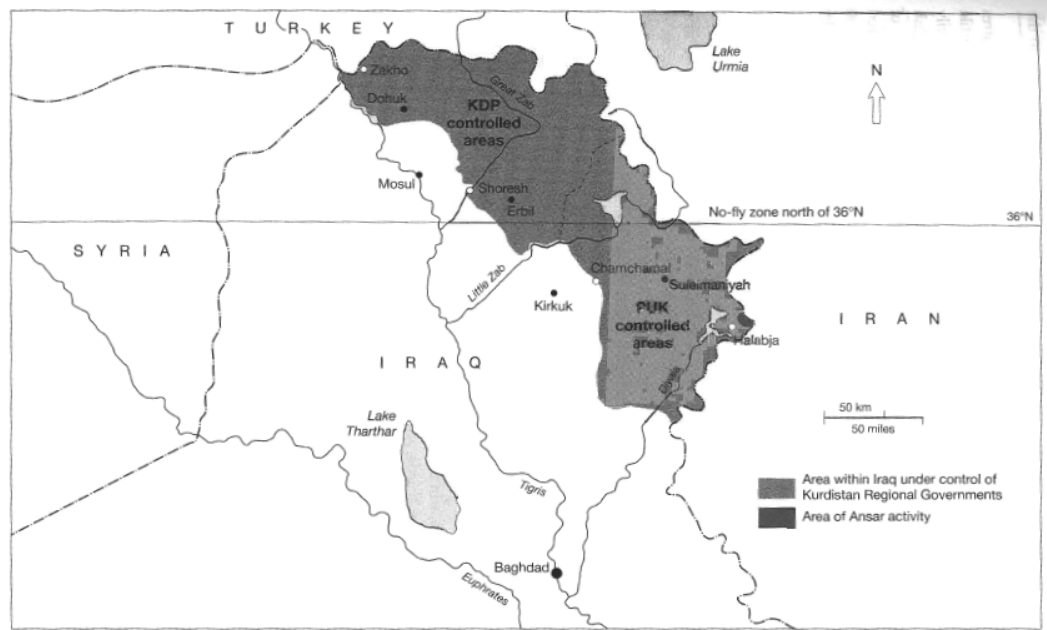 TURKEY
Lake
Urmia
N
Zakho
Great Zab
Dohuk
KDP
controlled
areas
Mosul
Shoresh
Erbil
No-fly zone north of 36°N
36°N
SYRIA
Little Zab
Chamchamal
Suleimaniyah
Kirkuk
PUK
controlled
areas
IRAN
Halabja
IRAQ
Diyala
50 km
50 miles
Lake
Tharthar
Tigris
Area within Iraq under control of
Kurdistan Regional Governments
Area of Ansar activity
Baghdad
Euphrates